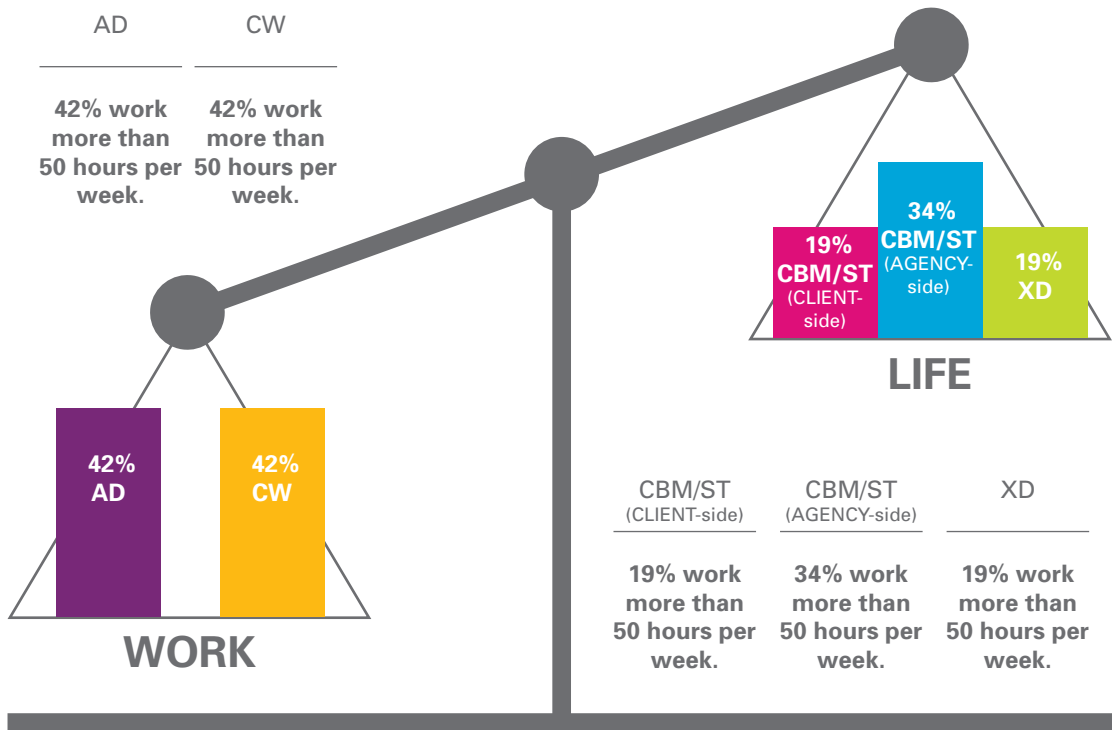 AD
42% work
more than
50 hours per
week.
CW
42% work
more than
50 hours per
week.
42%
AD
42%
CW
WORK
19%
CBM/ST
(CLIENT-
side)
34%
CBM/ST
(AGENCY-
side)
19%
XD
LIFE
CBM/ST
(CLIENT-side)
19% work
more than
50 hours per
week.
CBM/ST
(AGENCY-side)
34% work
more than
50 hours per
week.
XD
19% work
more than
50 hours per
week.